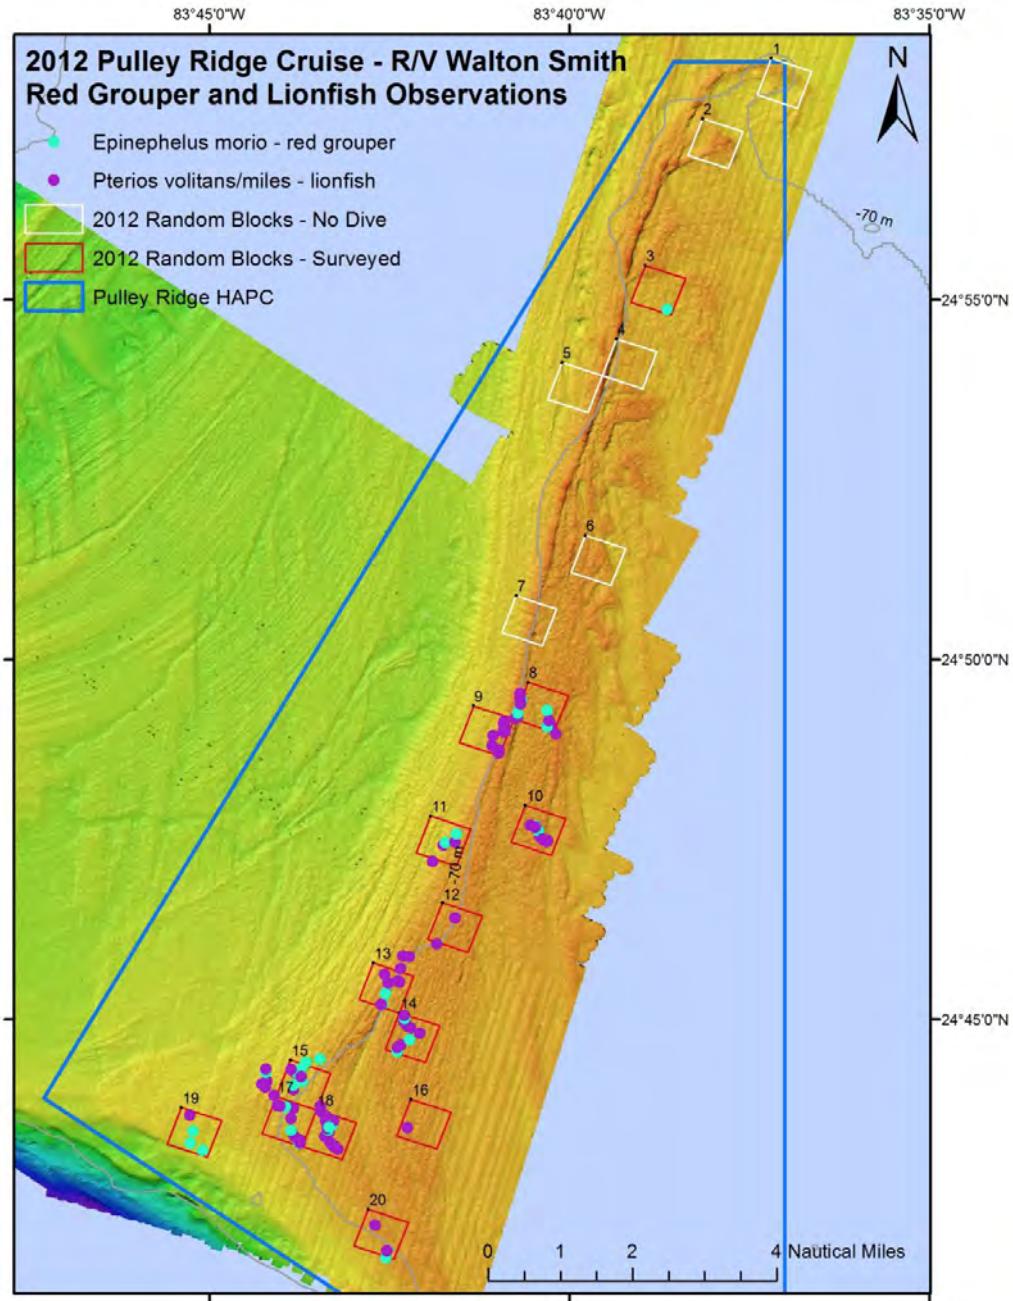 83°45'0"W 83°40'0"W 83°35'0"W
2012 Pulley Ridge Cruise - R/V Walton Smith
Red Grouper and Lionfish Observations
Epinephelus morio - red grouper
Pterios volitans/miles - lionfish
2012 Random Blocks - No Dive
2012 Random Blocks - Surveyed
Pulley Ridge HAPC
N
1
2
-70 m
3
24°55'0"N
4
5
6
7
24°50'0"N
8
9
10
11
-70 m
12
13
14
24°45'0"N
15
16
17
18
19
20
0 1 2 4 Nautical Miles